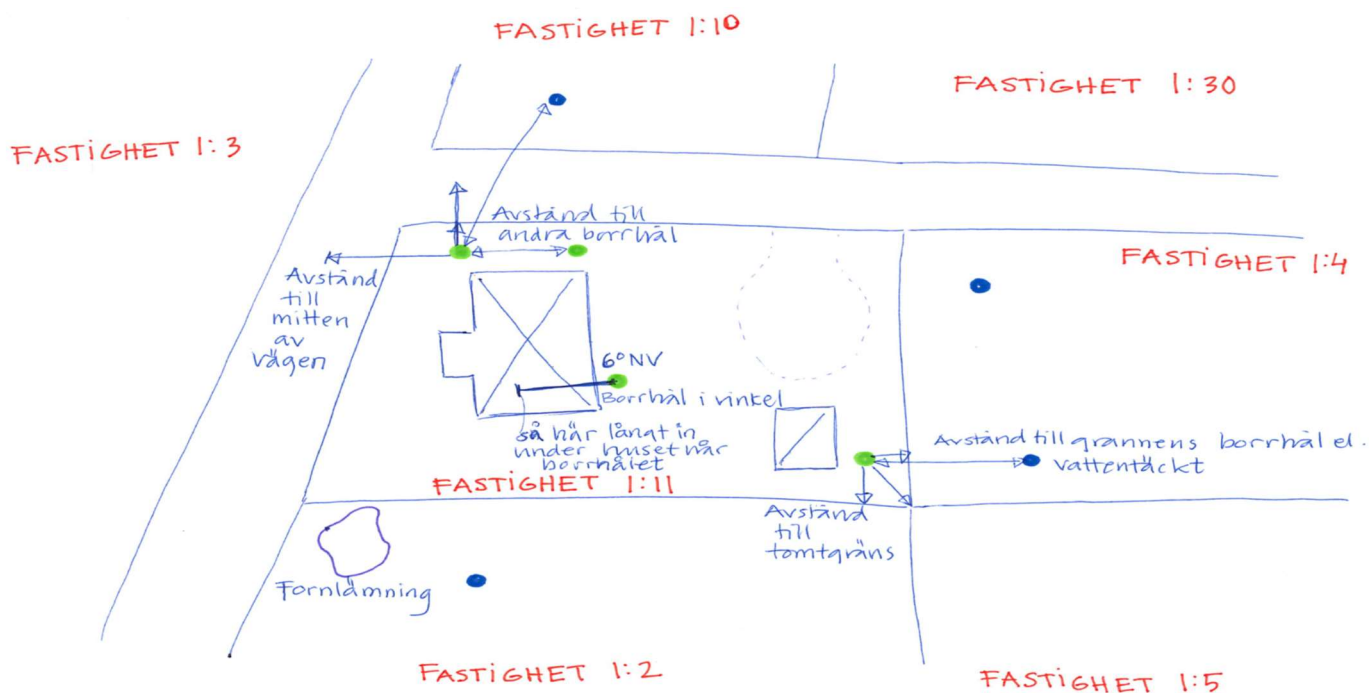 FASTIGHET 1:10
FASTIGHET 1:30
FASTIGHET 1:3
Avstånd till
andra borrhål
FASTIGHET 1:4
Avstånd
till
mitten
av
vägen
6° NV
Borrhål i vinkel
så här långt in
under huset når
borrhålet
Avstånd till grannens borrhål el.
vattentäckt
FASTIGHET 1:11
Avstånd
till
tomtgräns
Fornlämning
FASTIGHET 1:2
FASTIGHET 1:5